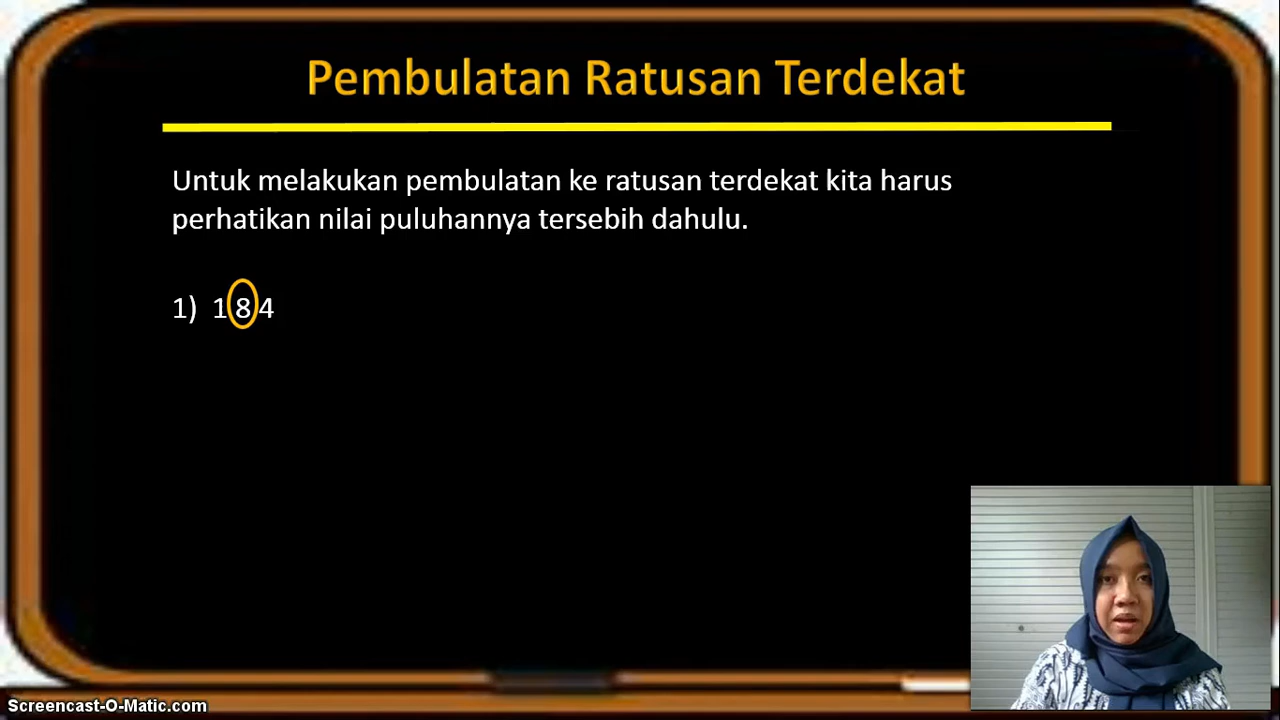 Pembulatan Ratusan Terdekat
Untuk melakukan pembulatan ke ratusan terdekat kita harus
perhatikan nilai puluhannya tersebih dahulu.
1) 184
Screencast-O-Matic.com